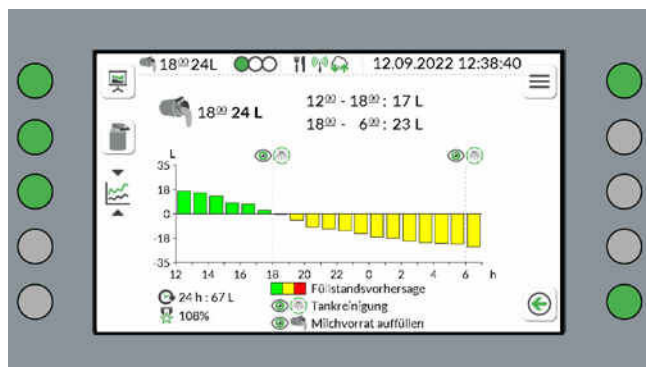 18⁰⁰ 24L 12.09.2022 12:38:40
18⁰⁰ 24 L
12⁰⁰ - 18⁰⁰ : 17 L
18⁰⁰ - 6⁰⁰ : 23 L
L
35
18
0
-18
-35
12 14 16 18 20 22 0 2 4 6 h
24 h : 67 L
108%
Füllstandsvorhersage
Tankreinigung
Milchvorrat auffüllen